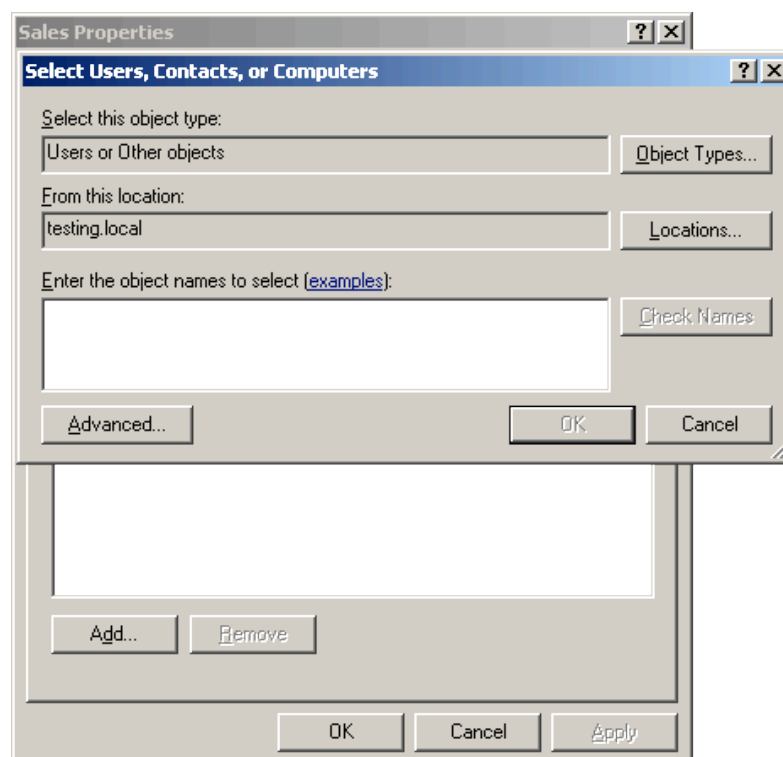 Sales Properties
Select Users, Contacts, or Computers
Select this object type:
Users or Other objects
Object Types...
From this location:
testing.local
Locations...
Enter the object names to select (examples):
Check Names
Advanced...
OK
Cancel
Add...
Remove
OK
Cancel
Apply